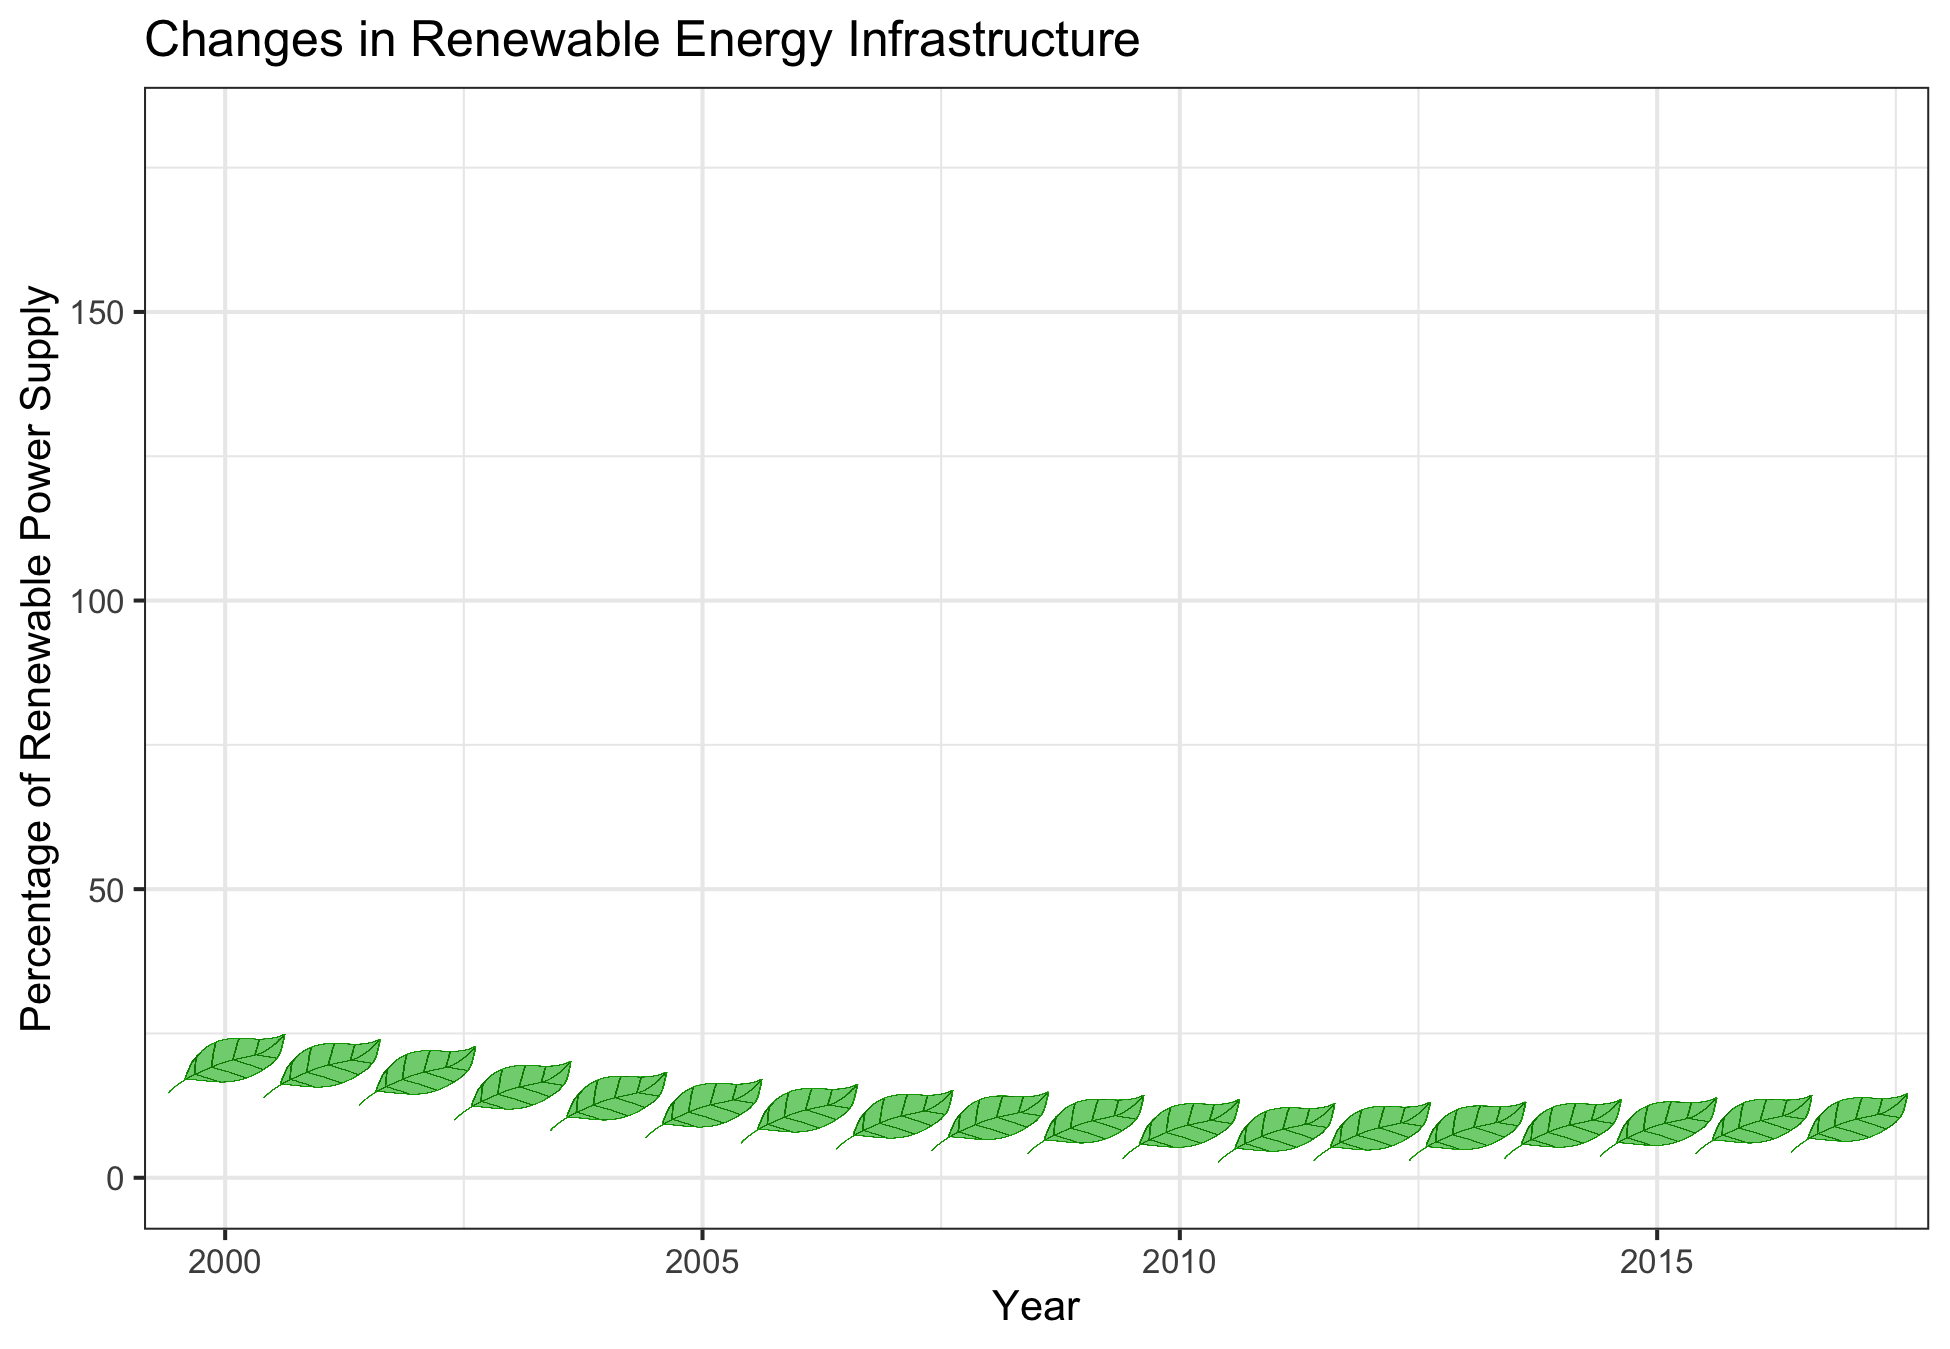 Changes in Renewable Energy Infrastructure
Percentage of Renewable Power Supply
150
100
50
0
2000 2005 2010 2015
Year